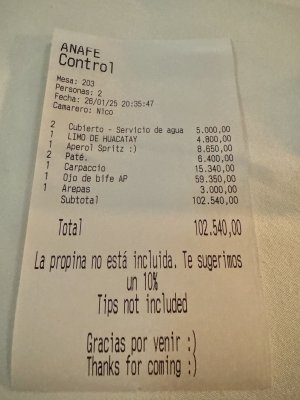 ANAFE
Control
Mesa: 203
Personas: 2
Fecha: 26/01/25 20:35:47
Camarero: Nico
2 Cubierto - Servicio de agua 5.000,00
1 LIMO DE HUACATAY 4.800,00
1 Aperol Spritz :) 8.650,00
2 Paté. 6.400,00
1 Carpaccio 15.340,00
1 Ojo de bife AP 59.350,00
1 Arepas 3.000,00
Subtotal 102.540,00
Total 102.540,00
La propina no está incluida. Te sugerimos
un 10%
Tips not included
Gracias por venir :)
Thanks for coming :)